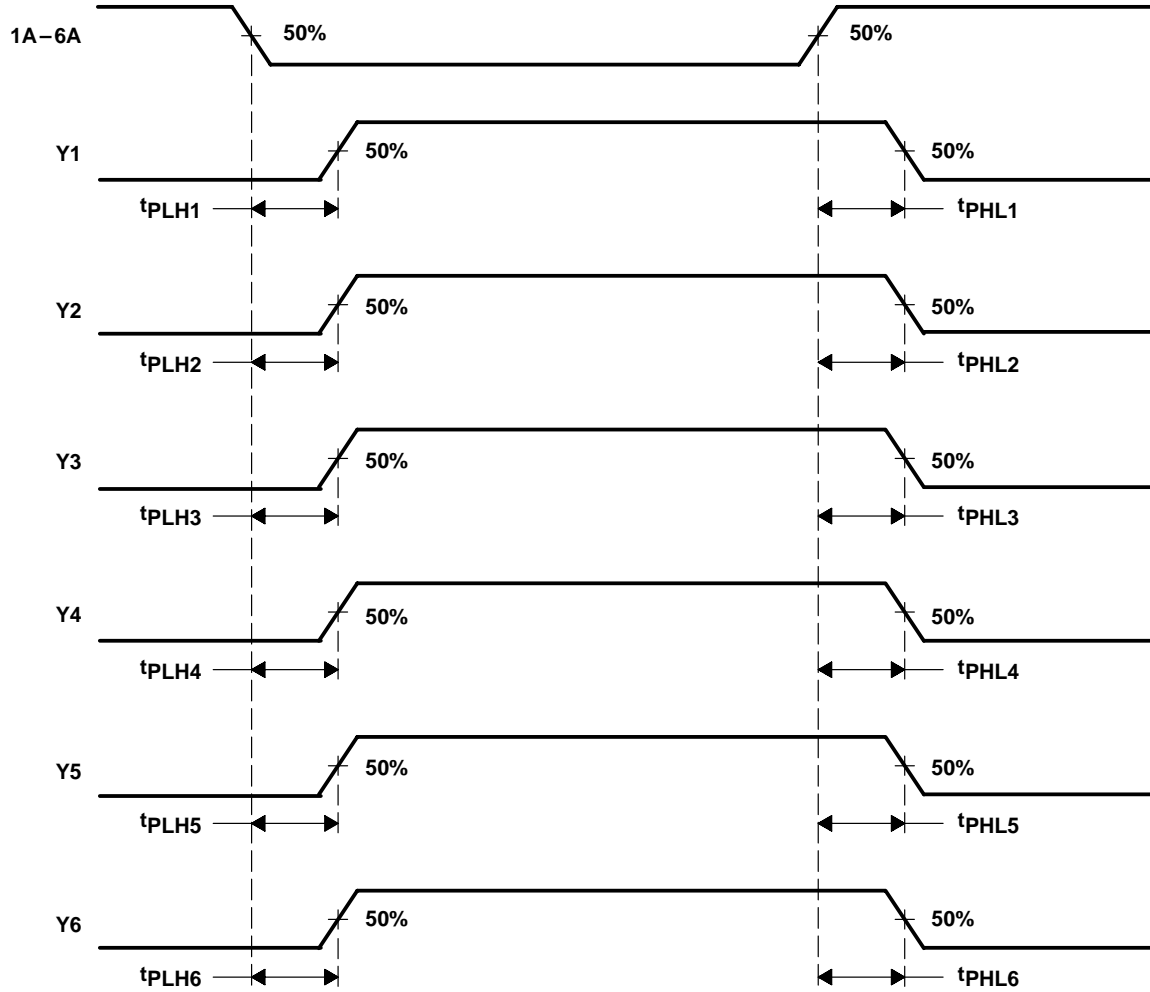 1A–6A 50% 50%
Y1 50% 50%
tPLH1 tPHL1
Y2 50% 50%
tPLH2 tPHL2
Y3 50% 50%
tPLH3 tPHL3
Y4 50% 50%
tPLH4 tPHL4
Y5 50% 50%
tPLH5 tPHL5
Y6 50% 50%
tPLH6 tPHL6